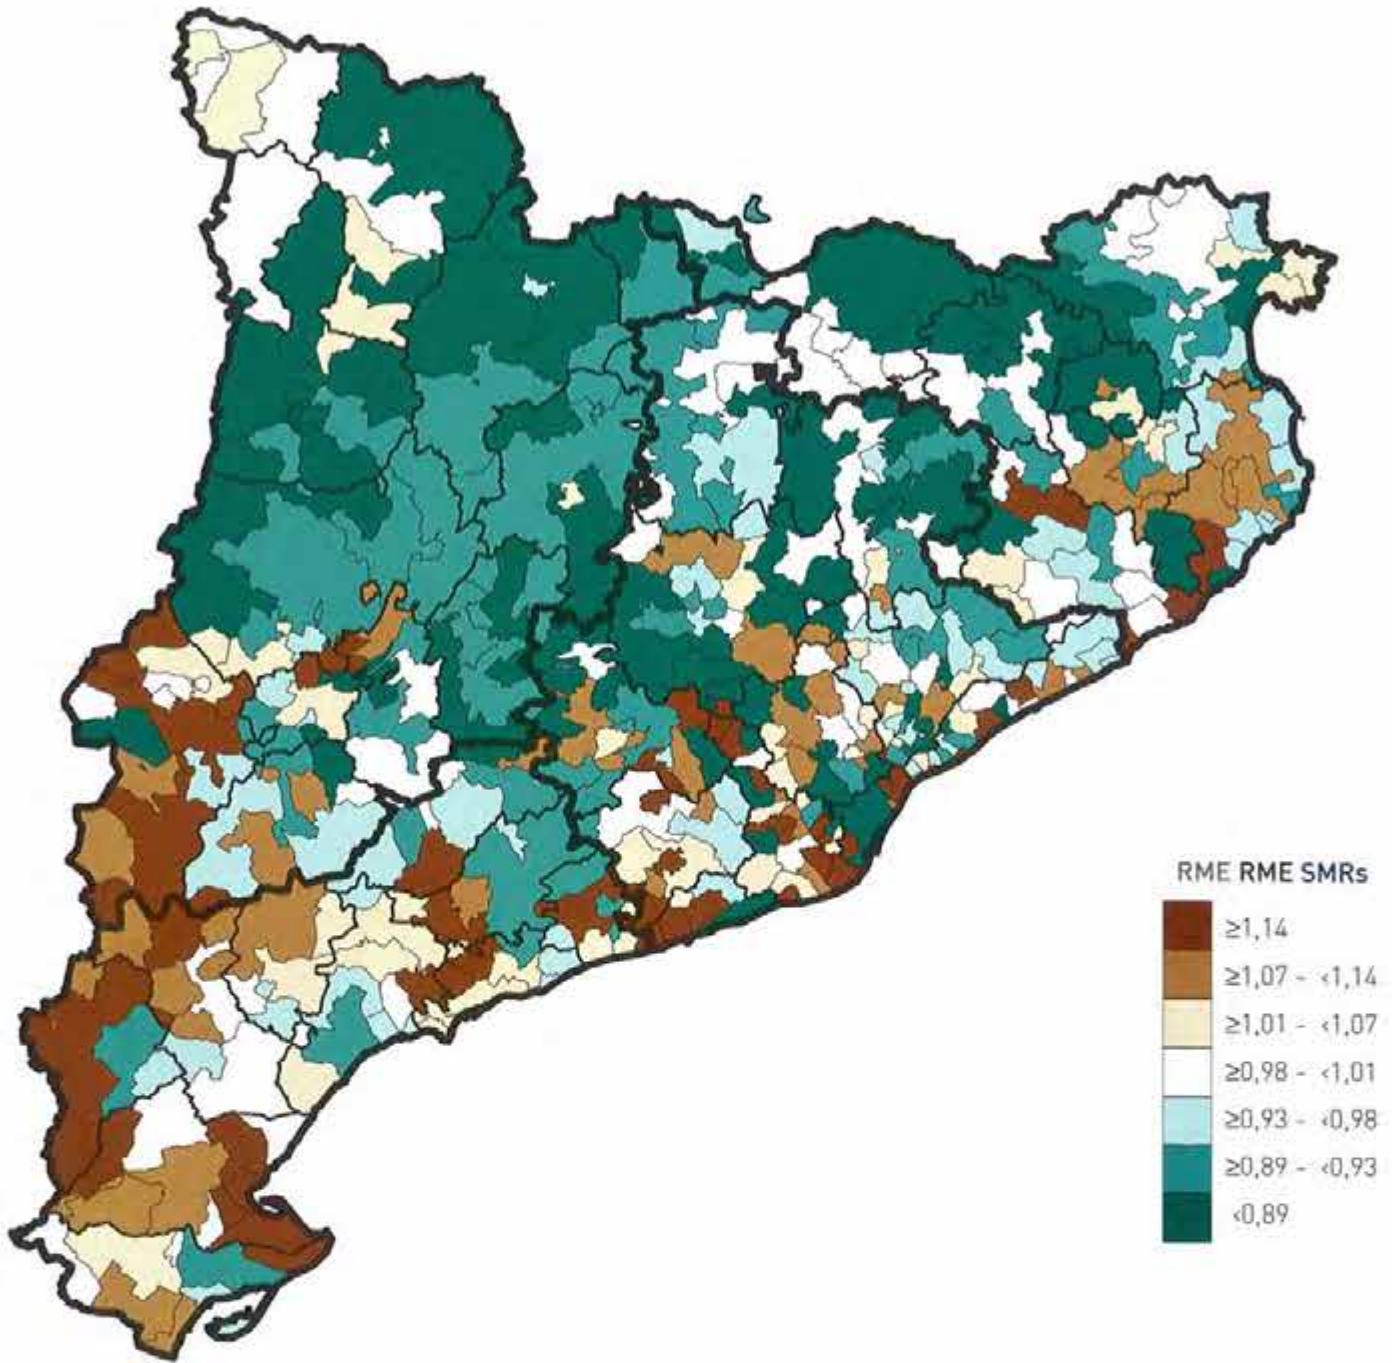 RME RME SMRs
≥1,14
≥1,07 - <1,14
≥1,01 - <1,07
≥0,98 - <1,01
≥0,93 - <0,98
≥0,89 - <0,93
<0,89